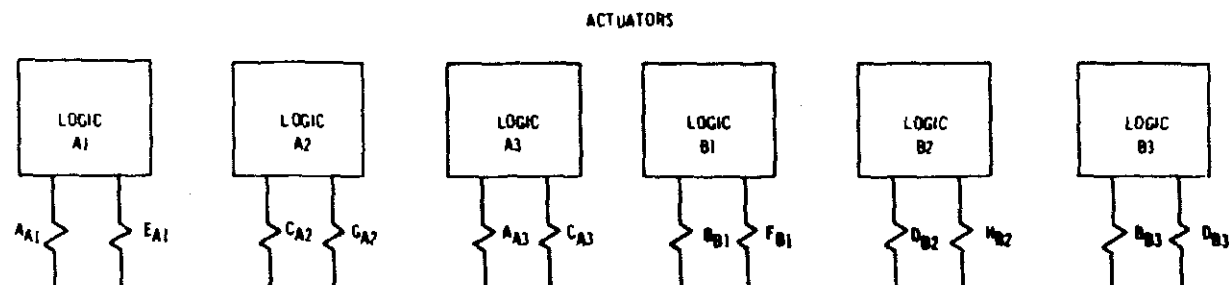 ACTUATORS
LOGIC
A1
LOGIC
A2
LOGIC
A3
LOGIC
B1
LOGIC
B2
LOGIC
B3
AA1 EA1 CA2 GA2 AA3 CA3 BB1 FB1 DB2 HB2 BB3 DB3